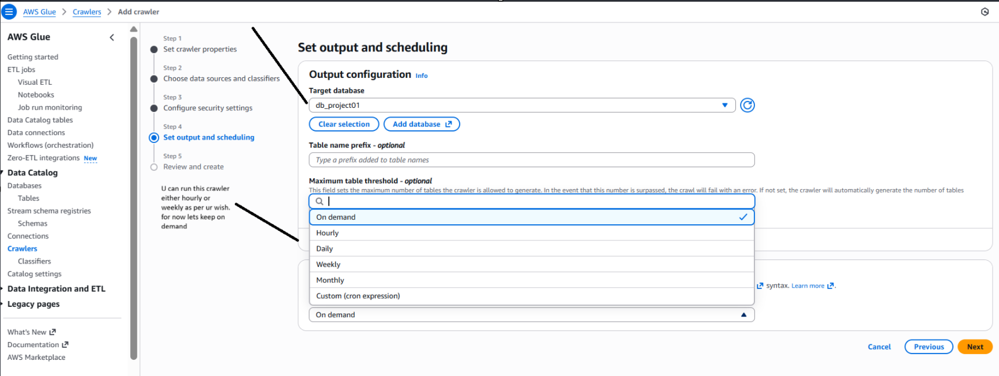 AWS Glue > Crawlers > Add crawler
AWS Glue
Getting started
ETL jobs
Visual ETL
Notebooks
Job run monitoring
Data Catalog tables
Data connections
Workflows (orchestration)
Zero-ETL integrations New
Data Catalog
Databases
Tables
Stream schema registries
Schemas
Connections
Crawlers
Classifiers
Catalog settings
Data Integration and ETL
Legacy pages
What's New
Documentation
AWS Marketplace
Step 1
Set crawler properties
Step 2
Choose data sources and classifiers
Step 3
Configure security settings
Step 4
Set output and scheduling
Step 5
Review and create
U can run this crawler
either hourly or
weekly as per ur wish.
for now lets keep on
demand
Set output and scheduling
Output configuration Info
Target database
db_project01
Clear selection Add database
Table name prefix - optional
Type a prefix added to table names
Maximum table threshold - optional
This field sets the maximum number of tables the crawler is allowed to generate. In the event that this number is surpassed, the crawl will fail with an error. If not set, the crawler will automatically generate the number of tables
On demand
Hourly
Daily
Weekly
Monthly
syntax. Learn more .
Custom (cron expression)
On demand
Cancel Previous Next